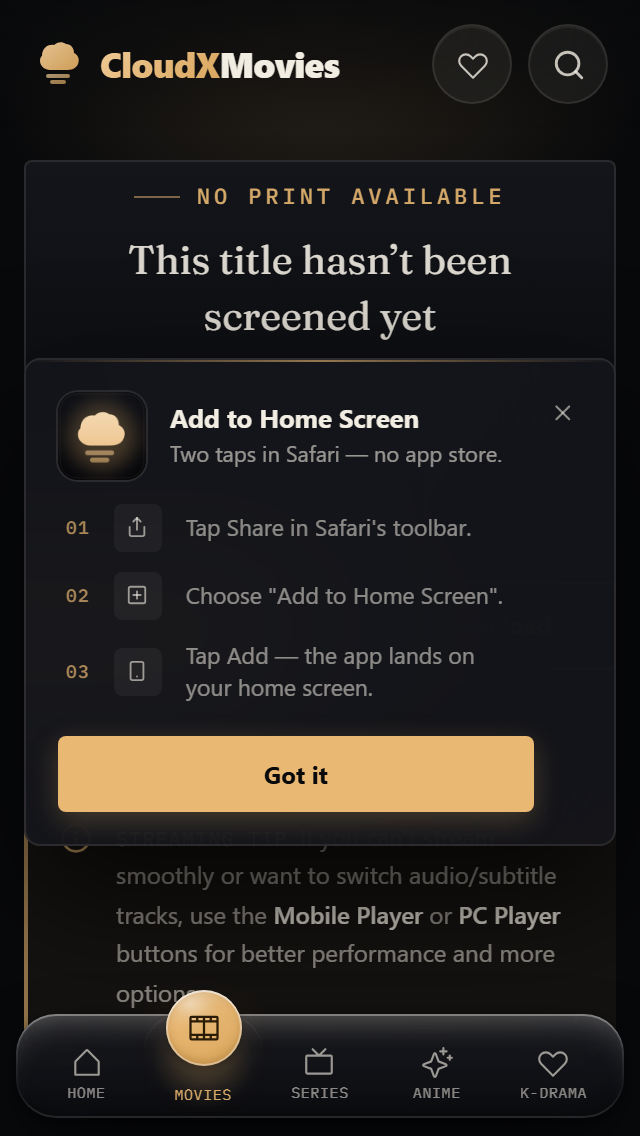 CloudXMovies
NO PRINT AVAILABLE
This title hasn’t been
screened yet
Add to Home Screen
Two taps in Safari — no app store.
01 Tap Share in Safari's toolbar.
02 Choose "Add to Home Screen".
03 Tap Add — the app lands on
your home screen.
Got it
smoothly or want to switch audio/subtitle
tracks, use the Mobile Player or PC Player
buttons for better performance and more
options
HOME MOVIES SERIES ANIME K-DRAMA